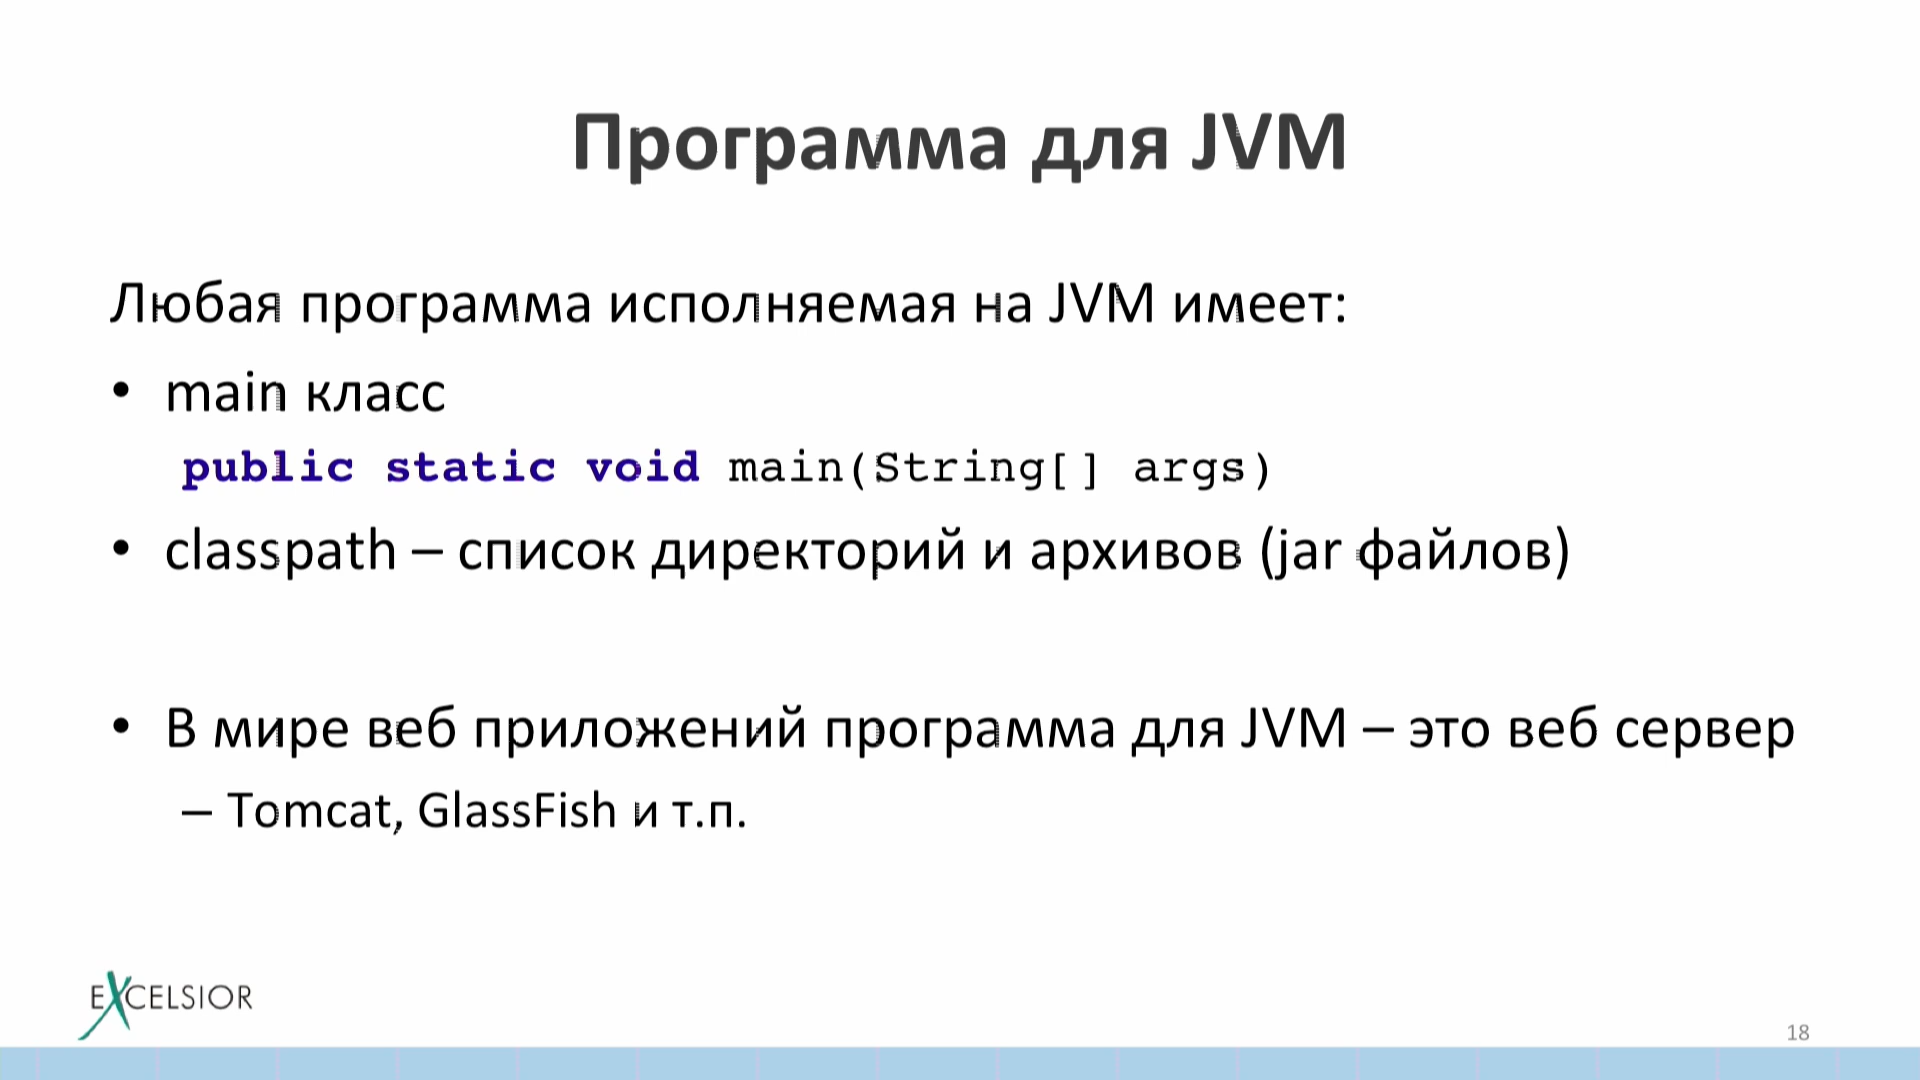 Программа для JVM
Любая программа исполняемая на JVM имеет:
• main класс
public static void main(String[] args)
• classpath – список директорий и архивов (jar файлов)
• В мире веб приложений программа для JVM – это веб сервер
– Tomcat, GlassFish и т.п.
EXCELSIOR
18